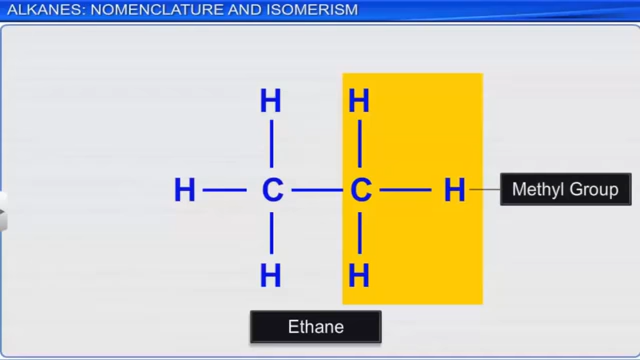 ALKANES: NOMENCLATURE AND ISOMERISM
H H
H C C H Methyl Group
H H
Ethane